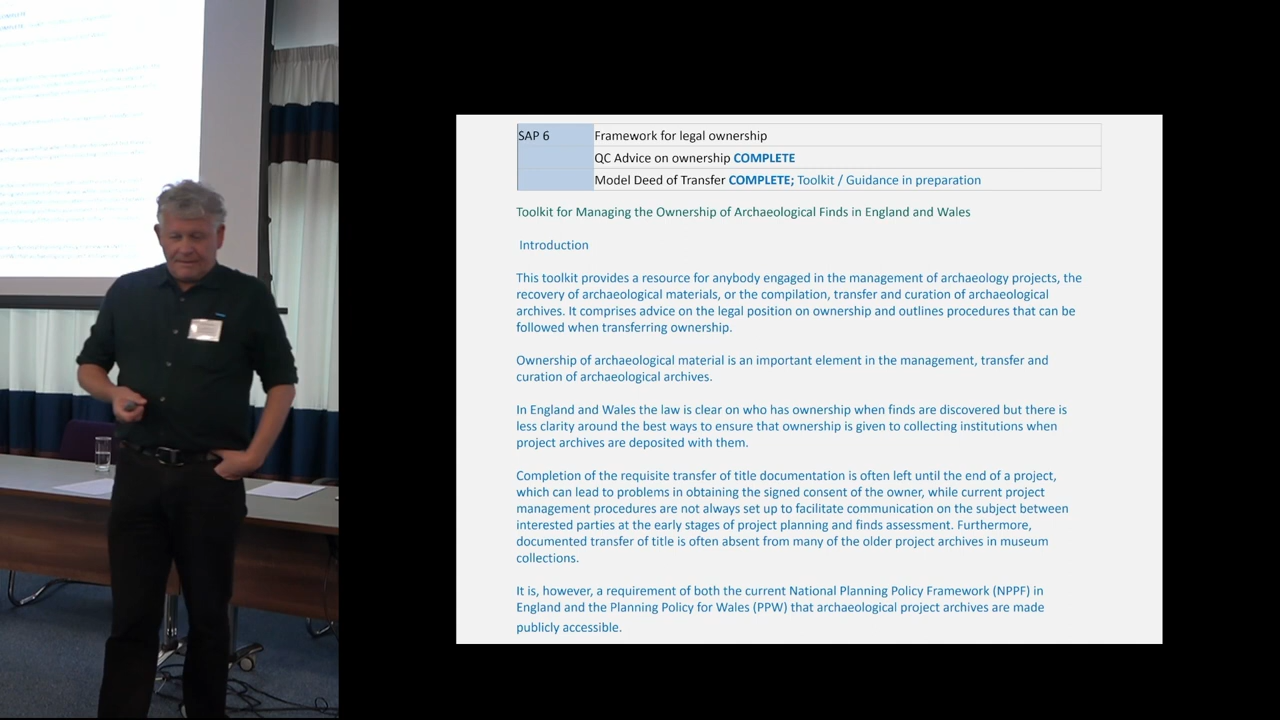 SAP 6 Framework for legal ownership
QC Advice on ownership COMPLETE
Model Deed of Transfer COMPLETE; Toolkit / Guidance in preparation
Toolkit for Managing the Ownership of Archaeological Finds in England and Wales
Introduction
This toolkit provides a resource for anybody engaged in the management of archaeology projects, the
recovery of archaeological materials, or the compilation, transfer and curation of archaeological
archives. It comprises advice on the legal position on ownership and outlines procedures that can be
followed when transferring ownership.
Ownership of archaeological material is an important element in the management, transfer and
curation of archaeological archives.
In England and Wales the law is clear on who has ownership when finds are discovered but there is
less clarity around the best ways to ensure that ownership is given to collecting institutions when
project archives are deposited with them.
Completion of the requisite transfer of title documentation is often left until the end of a project,
which can lead to problems in obtaining the signed consent of the owner, while current project
management procedures are not always set up to facilitate communication on the subject between
interested parties at the early stages of project planning and finds assessment. Furthermore,
documented transfer of title is often absent from many of the older project archives in museum
collections.
It is, however, a requirement of both the current National Planning Policy Framework (NPPF) in
England and the Planning Policy for Wales (PPW) that archaeological project archives are made
publicly accessible.